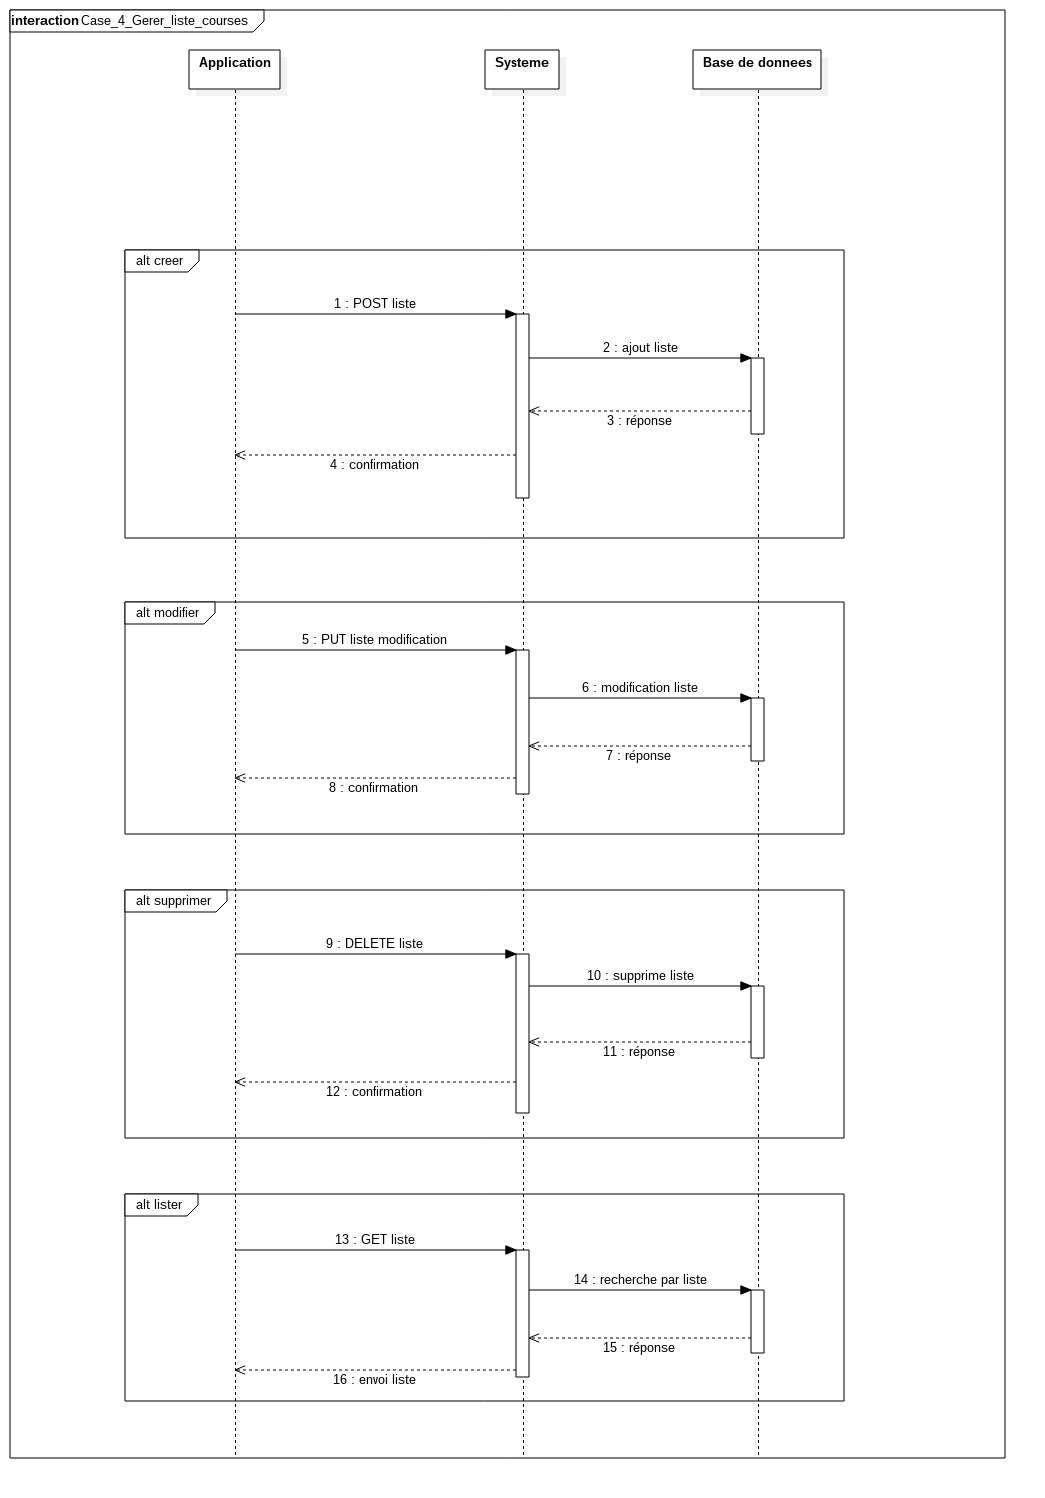 interaction Case_4_Gerer_liste_courses
Application
Systeme
Base de donnees
alt creer
1 : POST liste
2 : ajout liste
3 : réponse
4 : confirmation
alt modifier
5 : PUT liste modification
6 : modification liste
7 : réponse
8 : confirmation
alt supprimer
9 : DELETE liste
10 : supprime liste
11 : réponse
12 : confirmation
alt lister
13 : GET liste
14 : recherche par liste
15 : réponse
16 : envoi liste